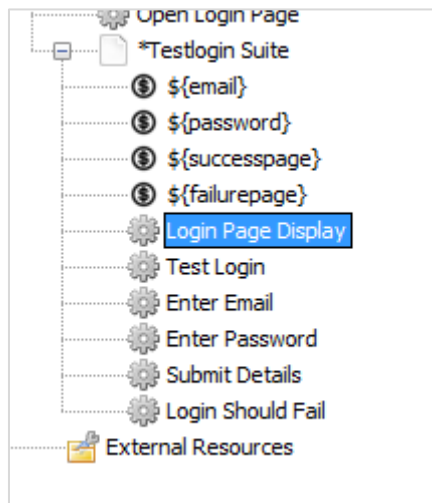 Open Login Page
*Testlogin Suite
${email}
${password}
${successpage}
${failurepage}
Login Page Display
Test Login
Enter Email
Enter Password
Submit Details
Login Should Fail
External Resources